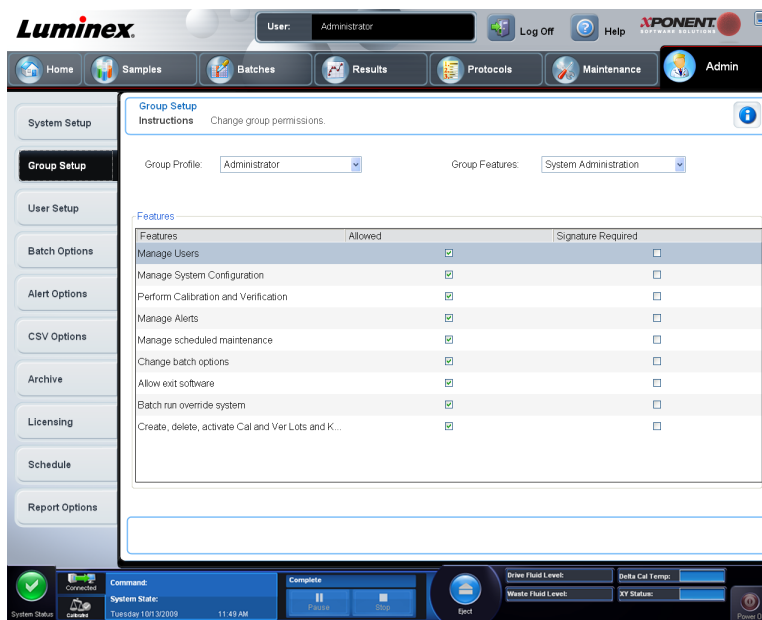 Luminex.
User: Administrator
Log Off
Help
XPONENT.
SOFTWARE SOLUTIONS
Home
Samples
Batches
Results
Protocols
Maintenance
Admin
System Setup
Group Setup
User Setup
Batch Options
Alert Options
CSV Options
Archive
Licensing
Schedule
Report Options
Group Setup
Instructions Change group permissions.
Group Profile: Administrator
Group Features: System Administration
Features
Features Allowed Signature Required
Manage Users
Manage System Configuration
Perform Calibration and Verification
Manage Alerts
Manage scheduled maintenance
Change batch options
Allow exit software
Batch run override system
Create, delete, activate Cal and Ver Lots and K...
System Status
Connected
Calibrated
Command:
System State:
Tuesday 10/13/2009 11:49 AM
Complete
Pause
Stop
Eject
Drive Fluid Level:
Waste Fluid Level:
Delta Cal Temp:
XY Status:
Power O